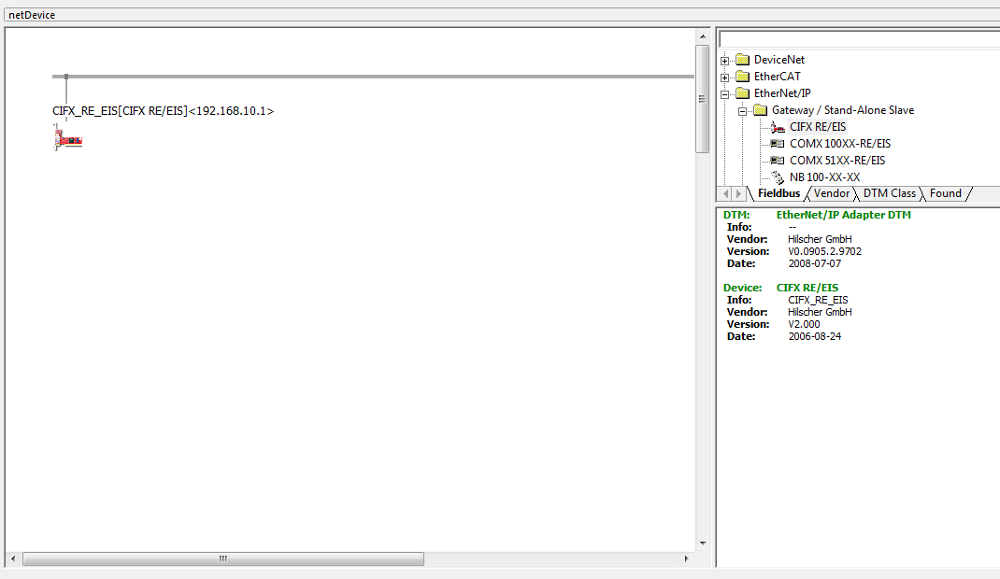 netDevice
CIFX_RE_EIS[CIFX RE/EIS]<192.168.10.1>
DeviceNet
EtherCAT
EtherNet/IP
Gateway / Stand-Alone Slave
CIFX RE/EIS
COMX 100XX-RE/EIS
COMX 51XX-RE/EIS
NB 100-XX-XX
Fieldbus Vendor DTM Class Found
DTM: EtherNet/IP Adapter DTM
Info: --
Vendor: Hilscher GmbH
Version: V0.0905.2.9702
Date: 2008-07-07
Device: CIFX RE/EIS
Info: CIFX_RE_EIS
Vendor: Hilscher GmbH
Version: V2.000
Date: 2006-08-24